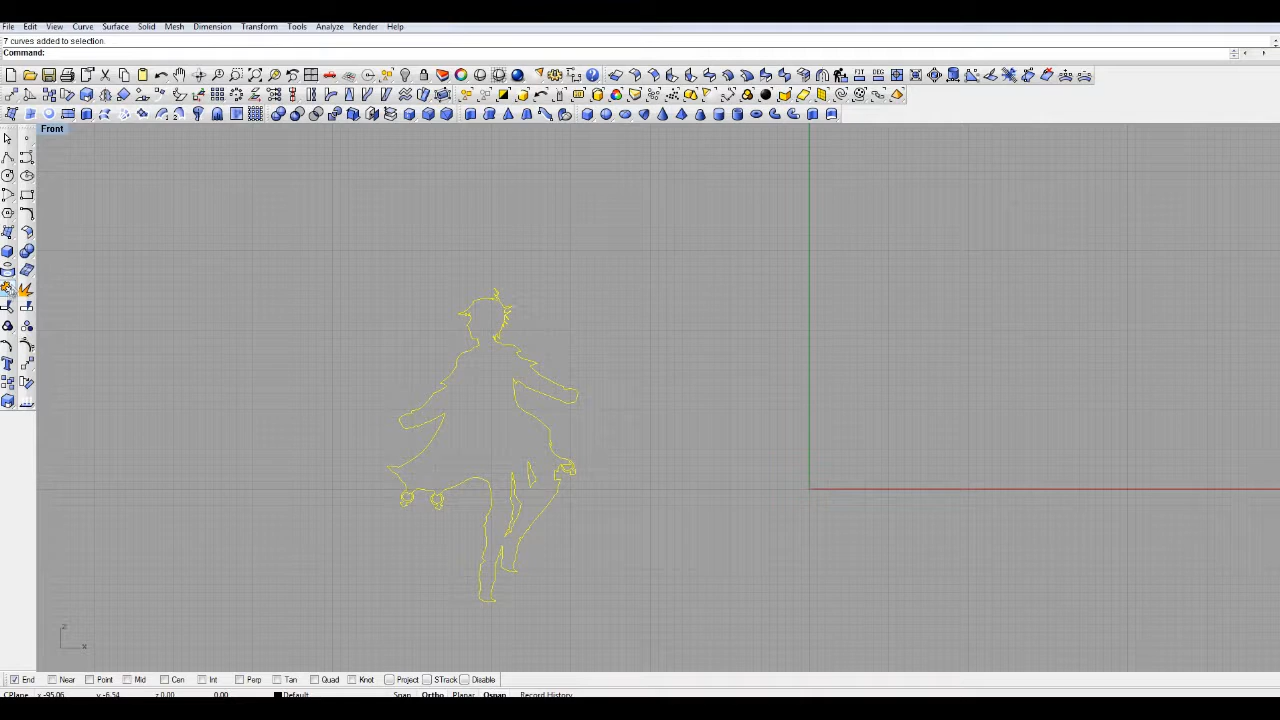 File Edit View Curve Surface Solid Mesh Dimension Transform Tools Analyze Render Help
7 curves added to selection.
Command:
Front
z
x
End Near Point Mid Cen Int Perp Tan Quad Knot Project STrack Disable
CPlane x -95.06 y -6.54 z 0.00 0.00 Default Snap Ortho Planar Osnap Record History